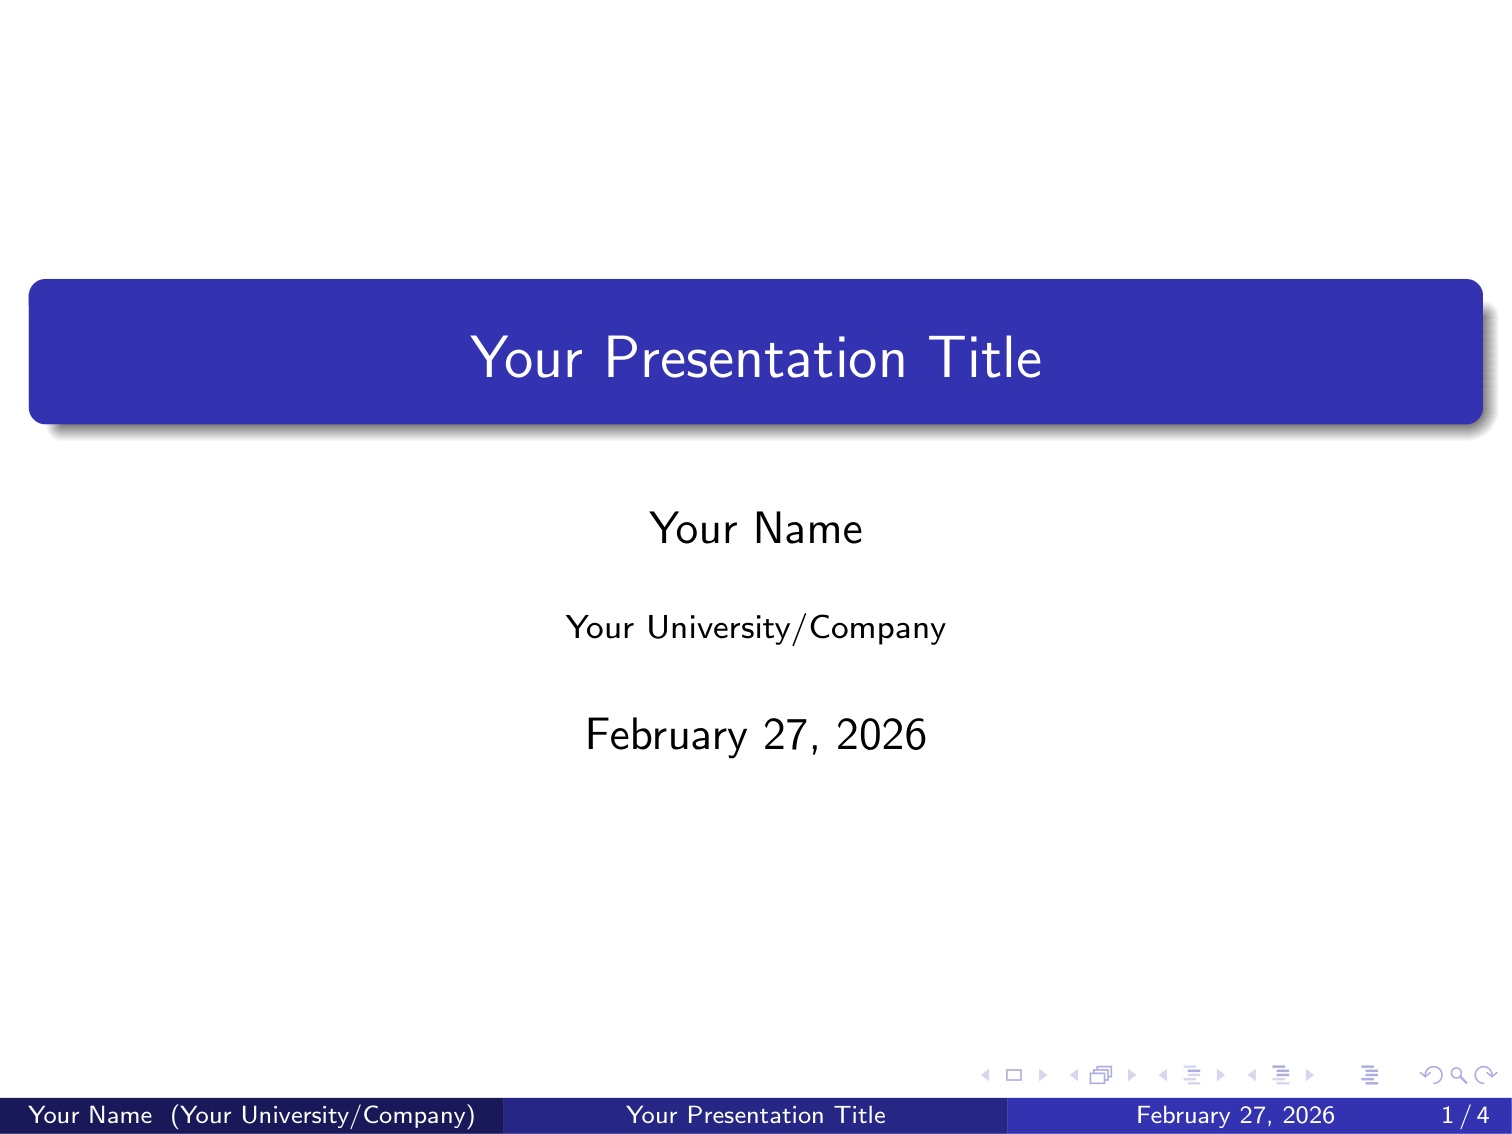 Your Presentation Title
Your Name
Your University/Company
February 27, 2026
Your Name (Your University/Company) Your Presentation Title February 27, 2026 1 / 4